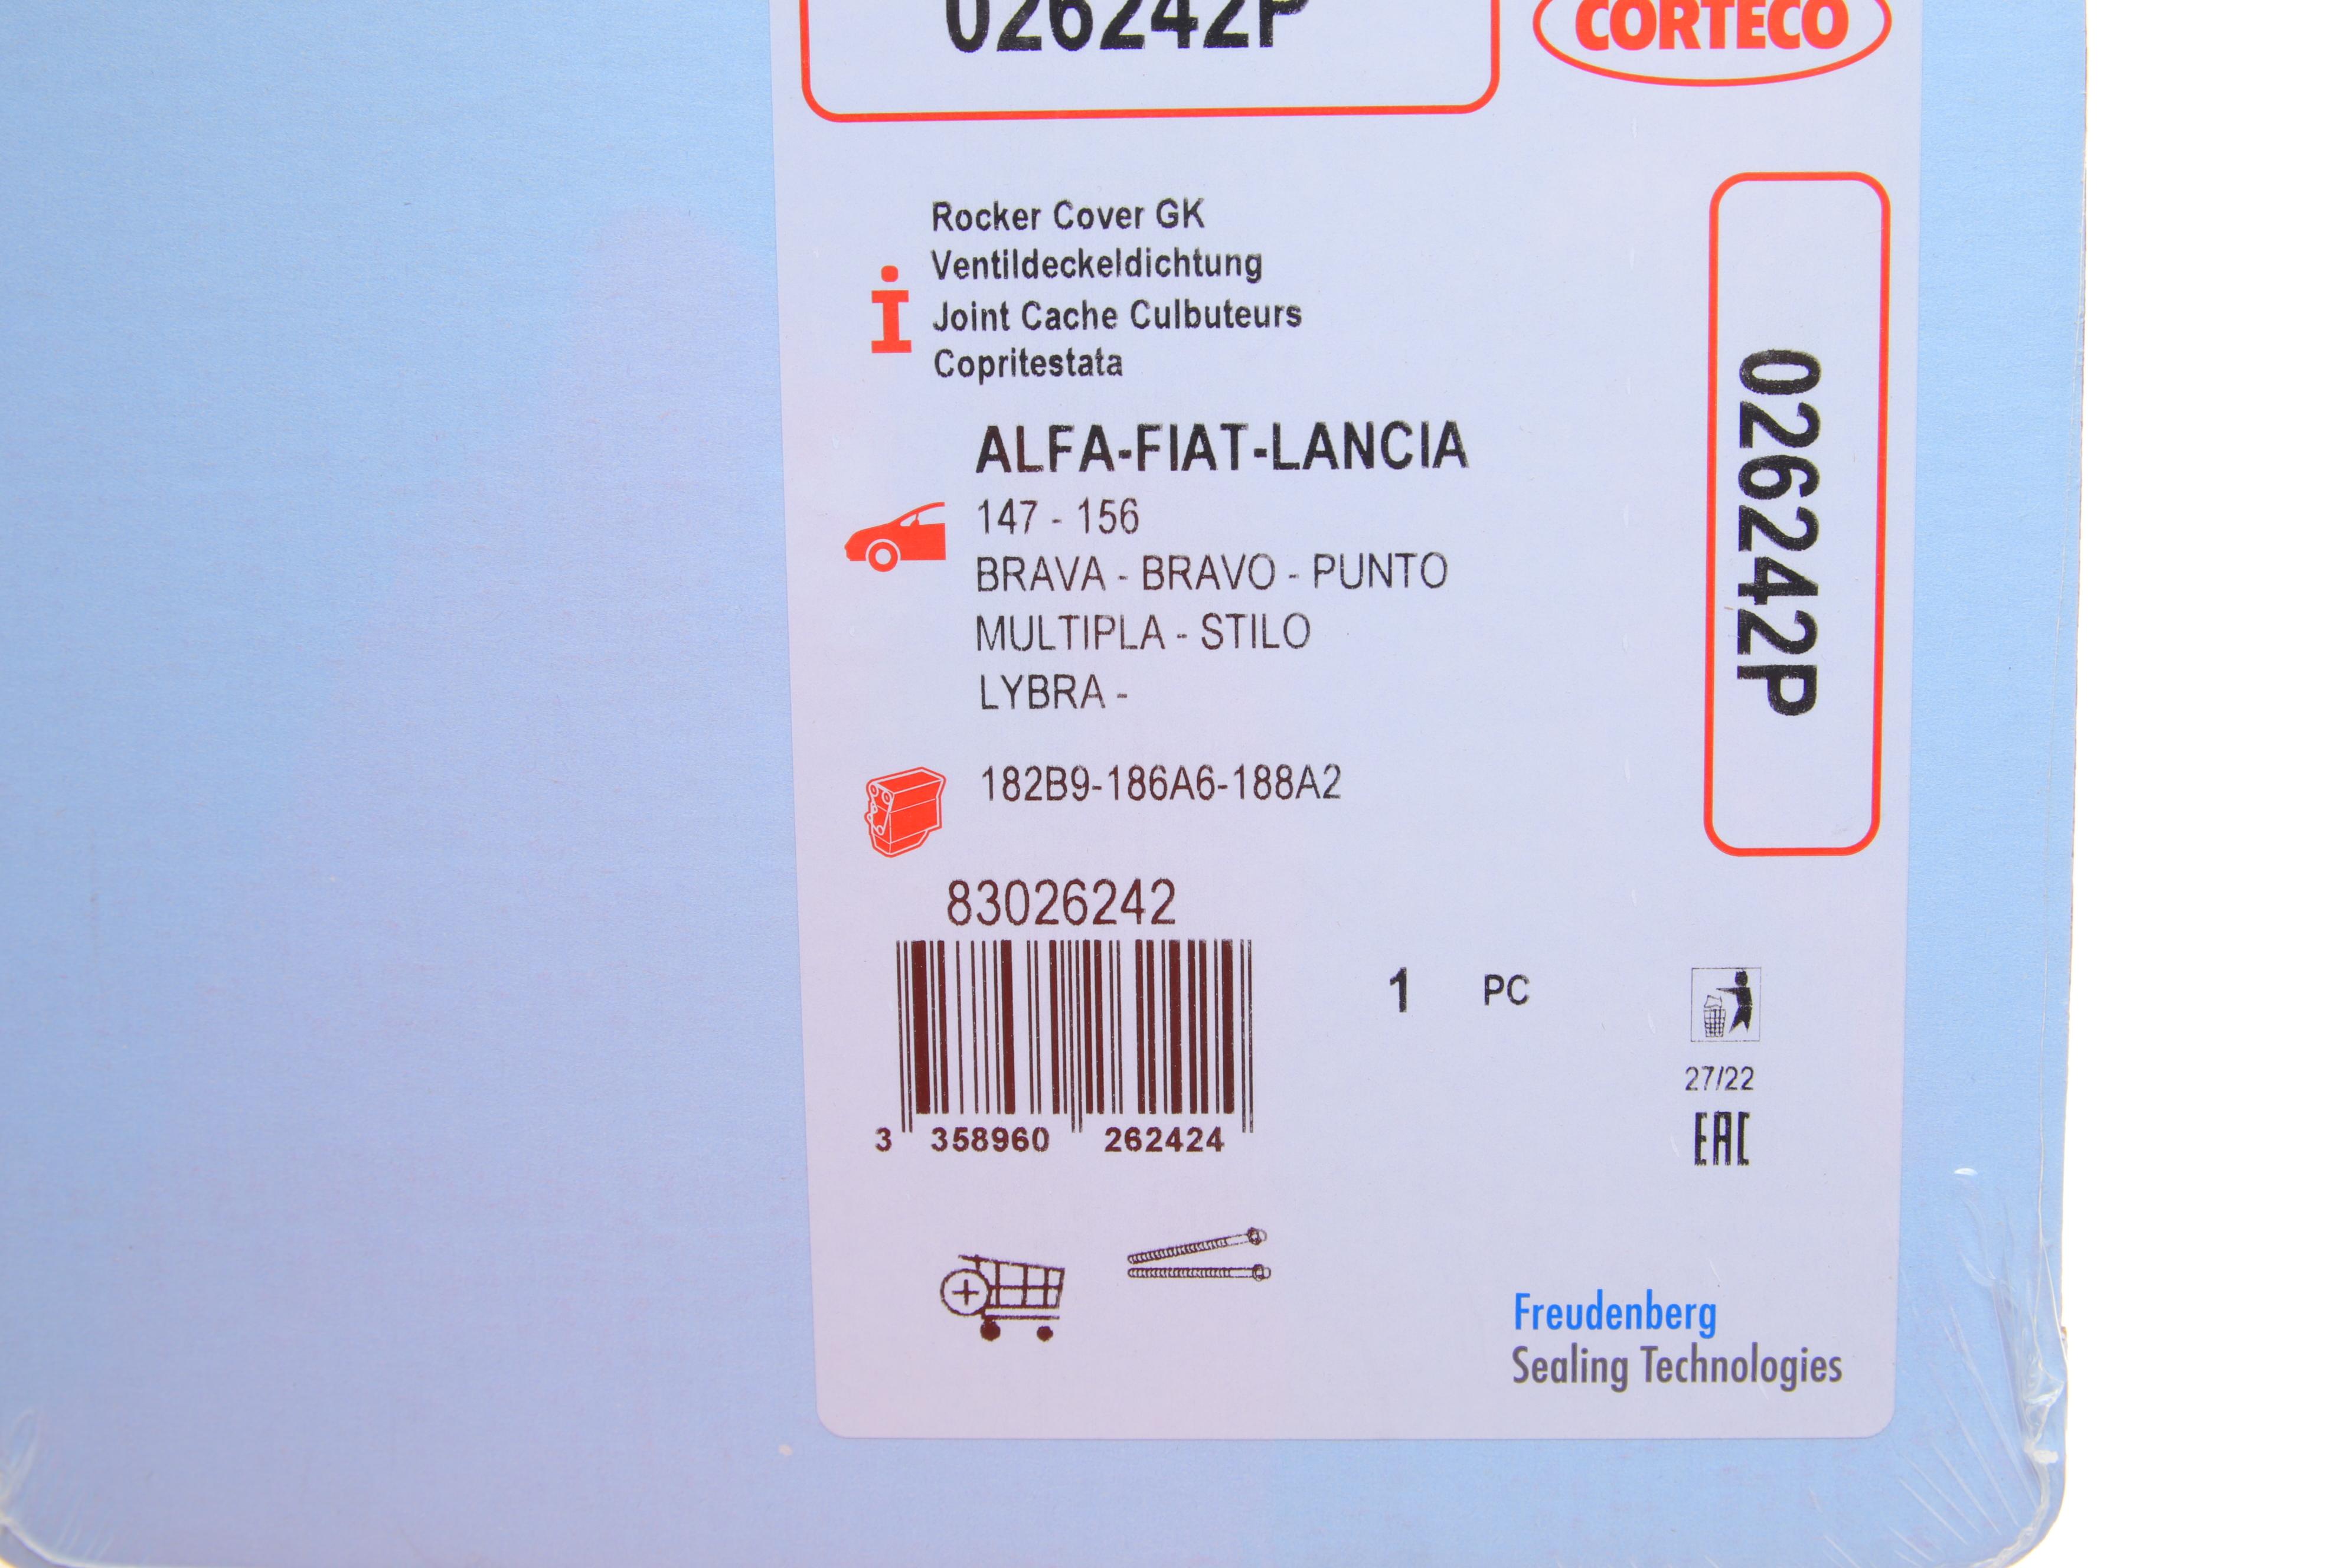 026242P
CORTECO
Rocker Cover GK
Ventildeckeldichtung
Joint Cache Culbuteurs
Copritestata
ALFA-FIAT-LANCIA
147 - 156
BRAVA - BRAVO - PUNTO
MULTIPLA - STILO
LYBRA -
182B9-186A6-188A2
026242P
83026242
3 358960 262424
1 PC
27/22
EAC
Freudenberg
Sealing Technologies